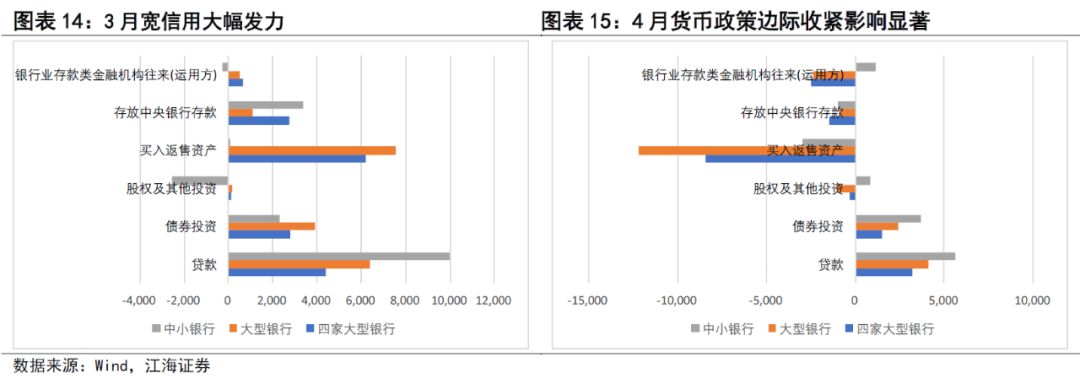 图表 14：3 月宽信用大幅发力
银行业存款类金融机构往来(运用方)
存放中央银行存款
买入返售资产
股权及其他投资
债券投资
贷款
-4,000 -2,000 0 2,000 4,000 6,000 8,000 10,000 12,000
中小银行 大型银行 四家大型银行
图表 15：4 月货币政策边际收紧影响显著
银行业存款类金融机构往来(运用方)
存放中央银行存款
买入返售资产
股权及其他投资
债券投资
贷款
-15,000 -10,000 -5,000 0 5,000 10,000
中小银行 大型银行 四家大型银行
数据来源：Wind，江海证券